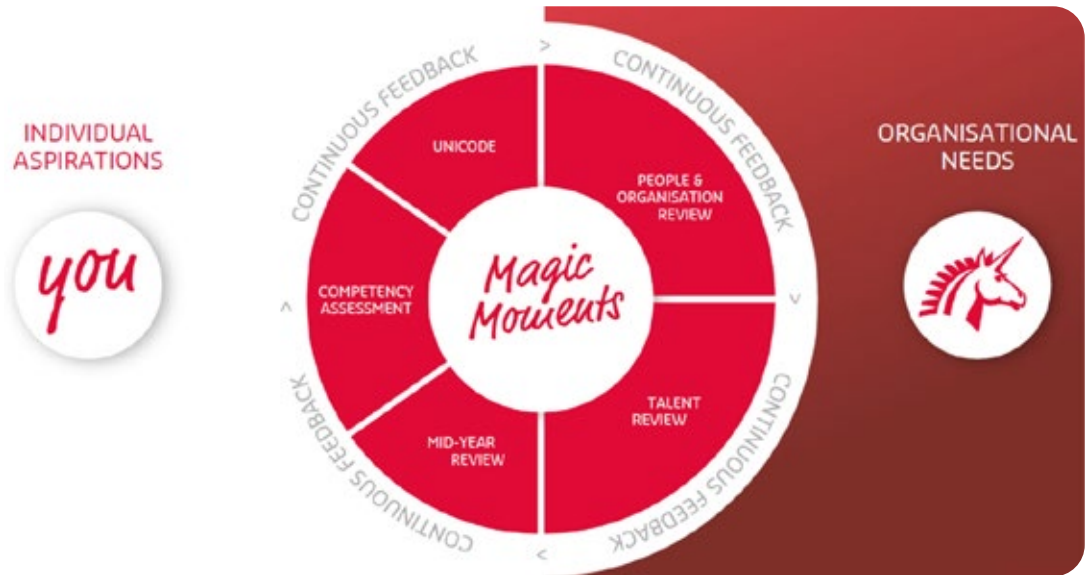 INDIVIDUAL
ASPIRATIONS
you
CONTINUOUS FEEDBACK
>
CONTINUOUS FEEDBACK
UNICODE
PEOPLE &
ORGANISATION
REVIEW
COMPETENCY
ASSESSMENT
Magic
Moments
MID-YEAR
REVIEW
TALENT
REVIEW
CONTINUOUS FEEDBACK
CONTINUOUS FEEDBACK
ORGANISATIONAL
NEEDS